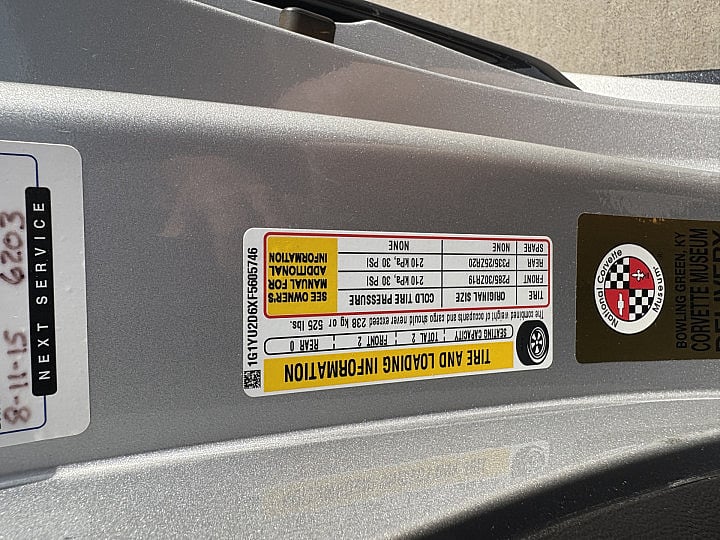 8-11-15 6203
NEXT SERVICE
TIRE AND LOADING INFORMATION
SEATING CAPACITY TOTAL 2 FRONT 2 REAR 0
The combined weight of occupants and cargo should never exceed 238 kg or 526 lbs.
TIRE ORIGINAL SIZE COLD TIRE PRESSURE
FRONT P285/30ZR19 210 kPa, 30 PSI
REAR P335/25ZR20 210 kPa, 30 PSI
SPARE NONE NONE
SEE OWNER'S
MANUAL FOR
ADDITIONAL
INFORMATION
1G1YU2D6XF5605746
National Corvette
Museum
BOWLING GREEN, KY
CORVETTE MUSEUM